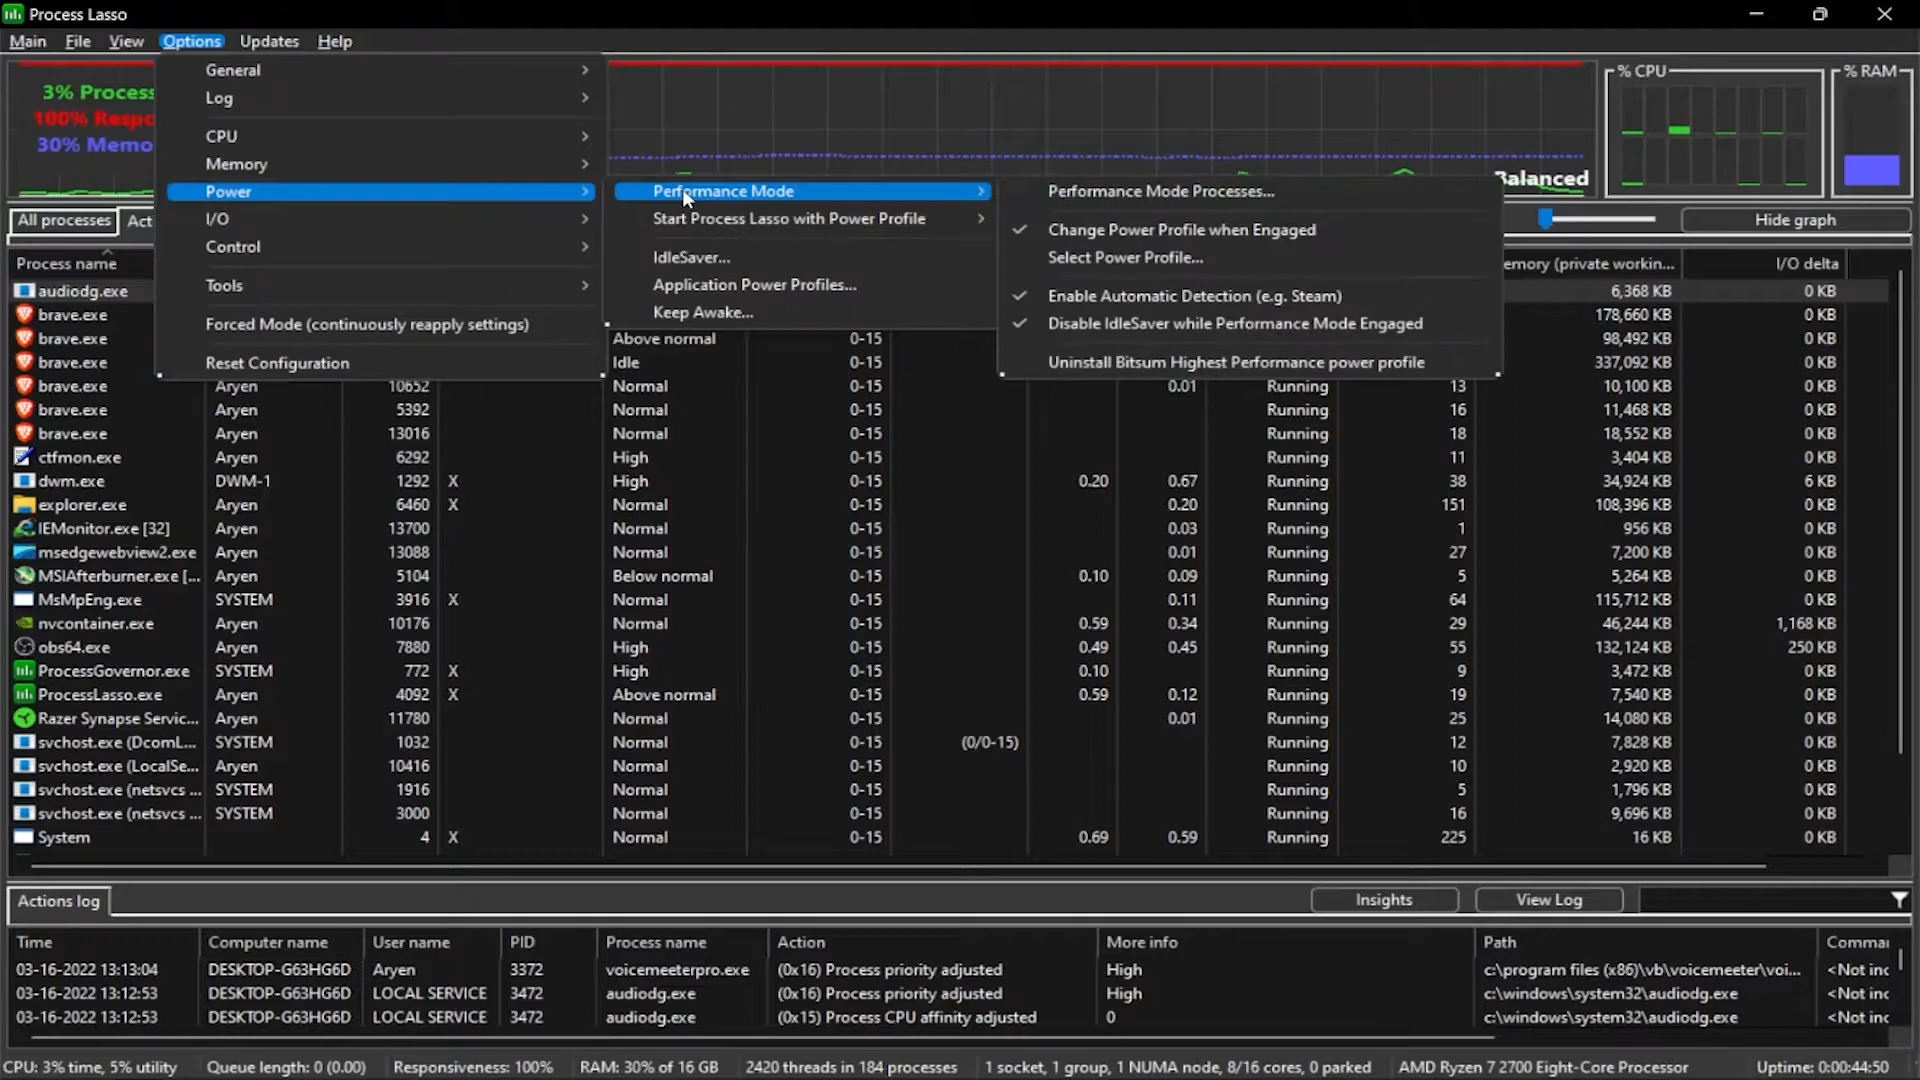 Process Lasso
Main File View Options Updates Help
3% Process
100% Respo
30% Memo
General
Log
CPU
Memory
Power
I/O
Control
Tools
Forced Mode (continuously reapply settings)
Reset Configuration
Performance Mode
Start Process Lasso with Power Profile
IdleSaver...
Application Power Profiles...
Keep Awake...
Performance Mode Processes...
Change Power Profile when Engaged
Select Power Profile...
Enable Automatic Detection (e.g. Steam)
Disable IdleSaver while Performance Mode Engaged
Uninstall Bitsum Highest Performance power profile
Balanced
% CPU
% RAM
All processes Act
Hide graph
Process name emory (private workin... I/O delta
audiodg.exe 6,368 KB 0 KB
brave.exe 178,660 KB 0 KB
brave.exe Above normal 0-15 98,492 KB 0 KB
brave.exe Idle 0-15 337,092 KB 0 KB
brave.exe Aryen 10652 Normal 0-15 0.01 Running 13 10,100 KB 0 KB
brave.exe Aryen 5392 Normal 0-15 Running 16 11,468 KB 0 KB
brave.exe Aryen 13016 Normal 0-15 Running 18 18,552 KB 0 KB
ctfmon.exe Aryen 6292 High 0-15 Running 11 3,404 KB 0 KB
dwm.exe DWM-1 1292 X High 0-15 0.20 0.67 Running 38 34,924 KB 6 KB
explorer.exe Aryen 6460 X Normal 0-15 0.20 Running 151 108,396 KB 0 KB
IEMonitor.exe [32] Aryen 13700 Normal 0-15 0.03 Running 1 956 KB 0 KB
msedgewebview2.exe Aryen 13088 Normal 0-15 0.01 Running 27 7,200 KB 0 KB
MSIAfterburner.exe [... Aryen 5104 Below normal 0-15 0.10 0.09 Running 5 5,264 KB 0 KB
MsMpEng.exe SYSTEM 3916 X Normal 0-15 0.11 Running 64 115,712 KB 0 KB
nvcontainer.exe Aryen 10176 Normal 0-15 0.59 0.34 Running 29 46,244 KB 1,168 KB
obs64.exe Aryen 7880 High 0-15 0.49 0.45 Running 55 132,124 KB 250 KB
ProcessGovernor.exe SYSTEM 772 X High 0-15 0.10 Running 9 3,472 KB 0 KB
ProcessLasso.exe Aryen 4092 X Above normal 0-15 0.59 0.12 Running 19 7,540 KB 0 KB
Razer Synapse Servic... Aryen 11780 Normal 0-15 0.01 Running 25 14,080 KB 0 KB
svchost.exe (DcomL... SYSTEM 1032 Normal 0-15 (0/0-15) Running 12 7,828 KB 0 KB
svchost.exe (LocalSe... Aryen 10416 Normal 0-15 Running 10 2,920 KB 0 KB
svchost.exe (netsvcs ... SYSTEM 1916 Normal 0-15 Running 5 1,796 KB 0 KB
svchost.exe (netsvcs ... SYSTEM 3000 Normal 0-15 Running 16 9,696 KB 0 KB
System 4 X Normal 0-15 0.69 0.59 Running 225 16 KB 0 KB
Actions log Insights View Log
Time Computer name User name PID Process name Action More info Path Comma
03-16-2022 13:13:04 DESKTOP-G63HG6D Aryen 3372 voicemeeterpro.exe (0x16) Process priority adjusted High c:\program files (x86)\vb\voicemeeter\voi... <Not inc
03-16-2022 13:12:53 DESKTOP-G63HG6D LOCAL SERVICE 3472 audiodg.exe (0x16) Process priority adjusted High c:\windows\system32\audiodg.exe <Not inc
03-16-2022 13:12:53 DESKTOP-G63HG6D LOCAL SERVICE 3472 audiodg.exe (0x15) Process CPU affinity adjusted 0 c:\windows\system32\audiodg.exe <Not inc
CPU: 3% time, 5% utility Queue length: 0 (0.00) Responsiveness: 100% RAM: 30% of 16 GB 2420 threads in 184 processes 1 socket, 1 group, 1 NUMA node, 8/16 cores, 0 parked AMD Ryzen 7 2700 Eight-Core Processor Uptime: 0:00:44:50